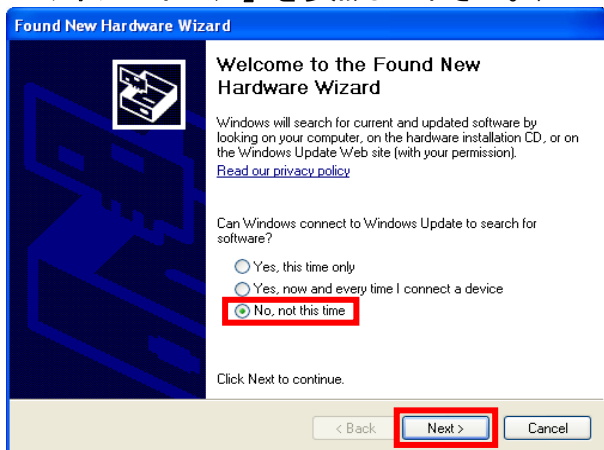 Found New Hardware Wizard
Welcome to the Found New
Hardware Wizard
Windows will search for current and updated software by
looking on your computer, on the hardware installation CD, or on
the Windows Update Web site (with your permission).
Read our privacy policy
Can Windows connect to Windows Update to search for
software?
Yes, this time only
Yes, now and every time I connect a device
No, not this time
Click Next to continue.
< Back
Next >
Cancel